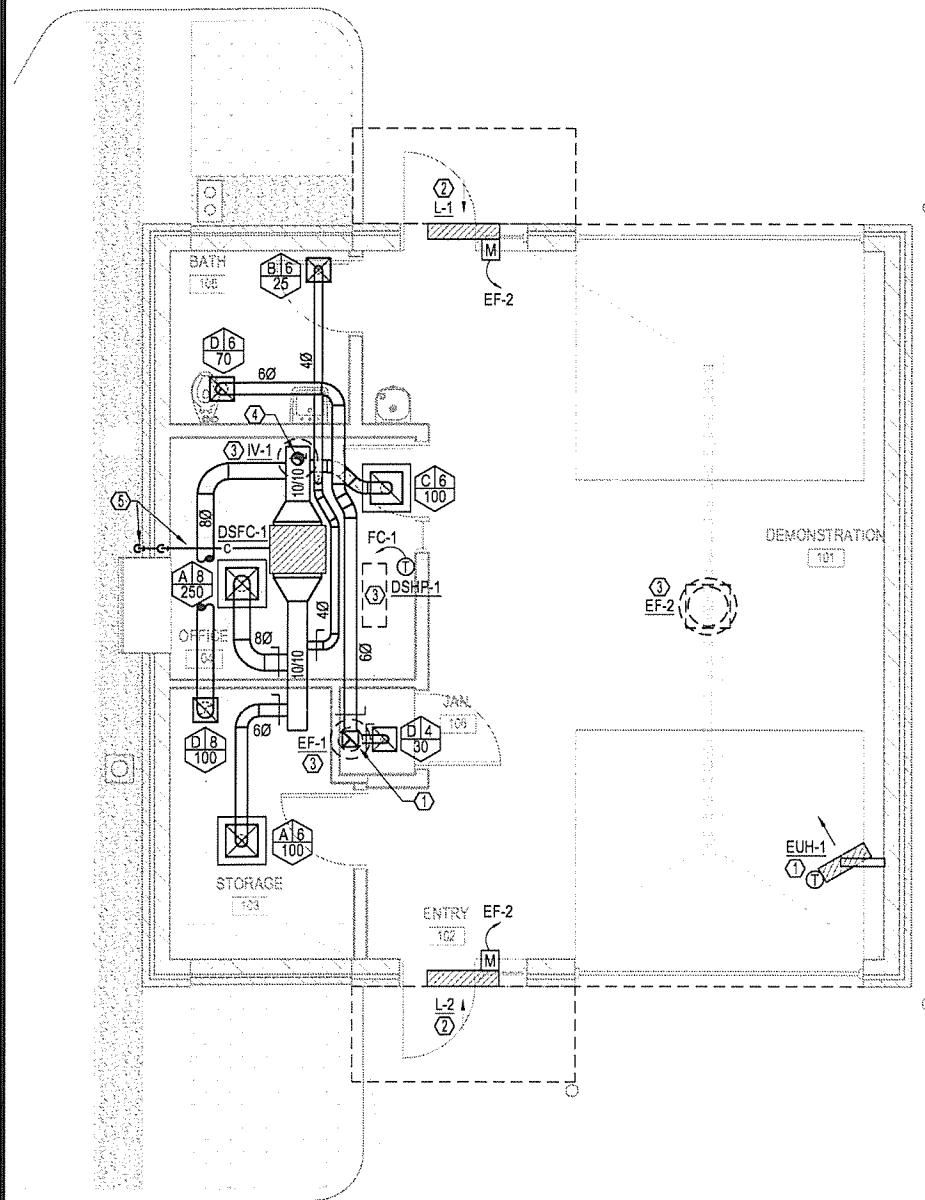 2
L-1
M
EF-2
BATH
105
B 6
25
D 6
70
6Ø
4Ø
4
3 IV-1
10/10
C 6
100
8Ø
5
DSFC-1
C
FC-1
T
DSHP-1
3
A 8
250
DEMONSTRATION
101
3
EF-2
OFFICE
104
8Ø
4Ø
10/10
6Ø
JAN.
106
D 8
100
6Ø
EF-1
3
D 4
30
1
A 6
100
STORAGE
103
EUH-1
1
T
ENTRY
102
EF-2
M
L-2
2